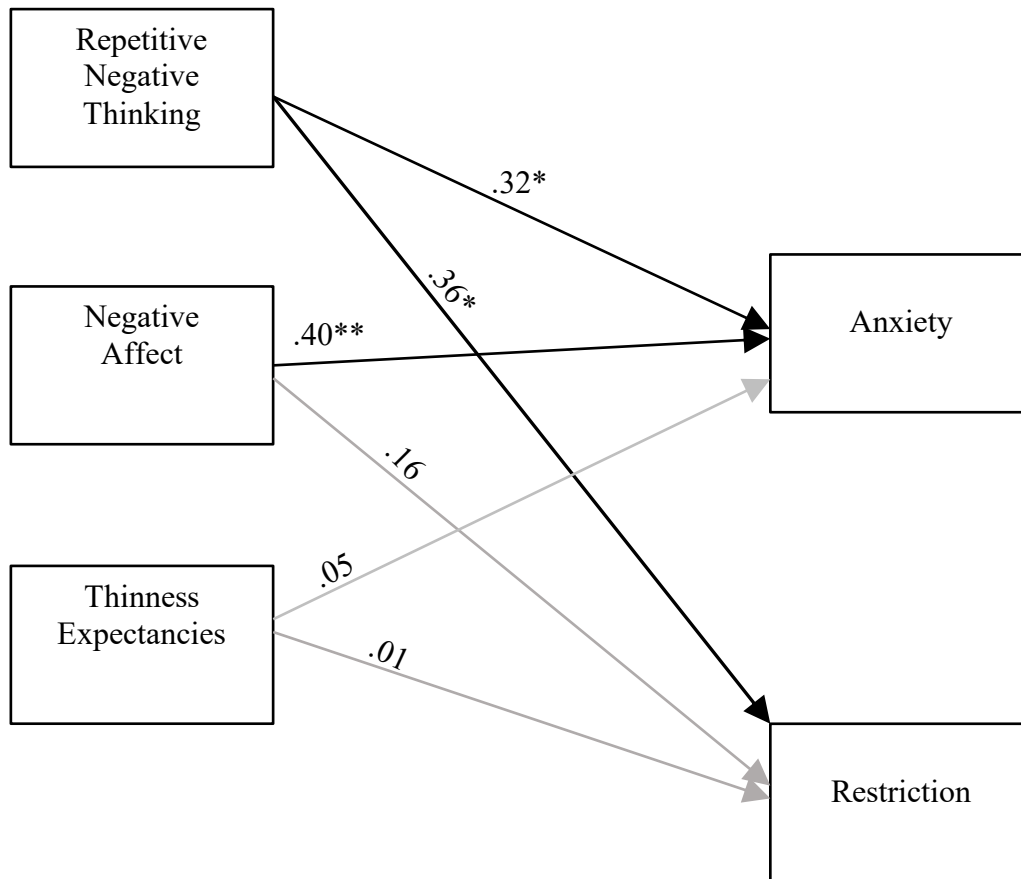 Repetitive
Negative
Thinking
.32*
.36*
Anxiety
Negative
Affect
.40**
.16
.05
Thinness
Expectancies
.01
Restriction